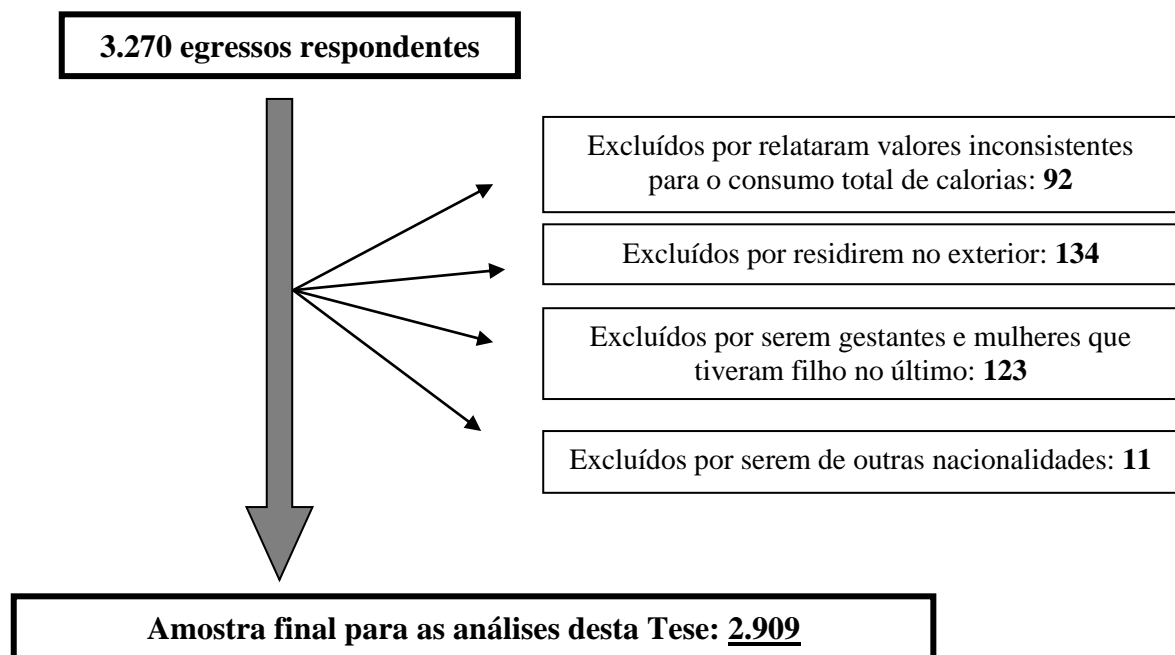 3.270 egressos respondentes
Excluídos por relataram valores inconsistentes
para o consumo total de calorias: 92
Excluídos por residirem no exterior: 134
Excluídos por serem gestantes e mulheres que
tiveram filho no último: 123
Excluídos por serem de outras nacionalidades: 11
Amostra final para as análises desta Tese: 2.909